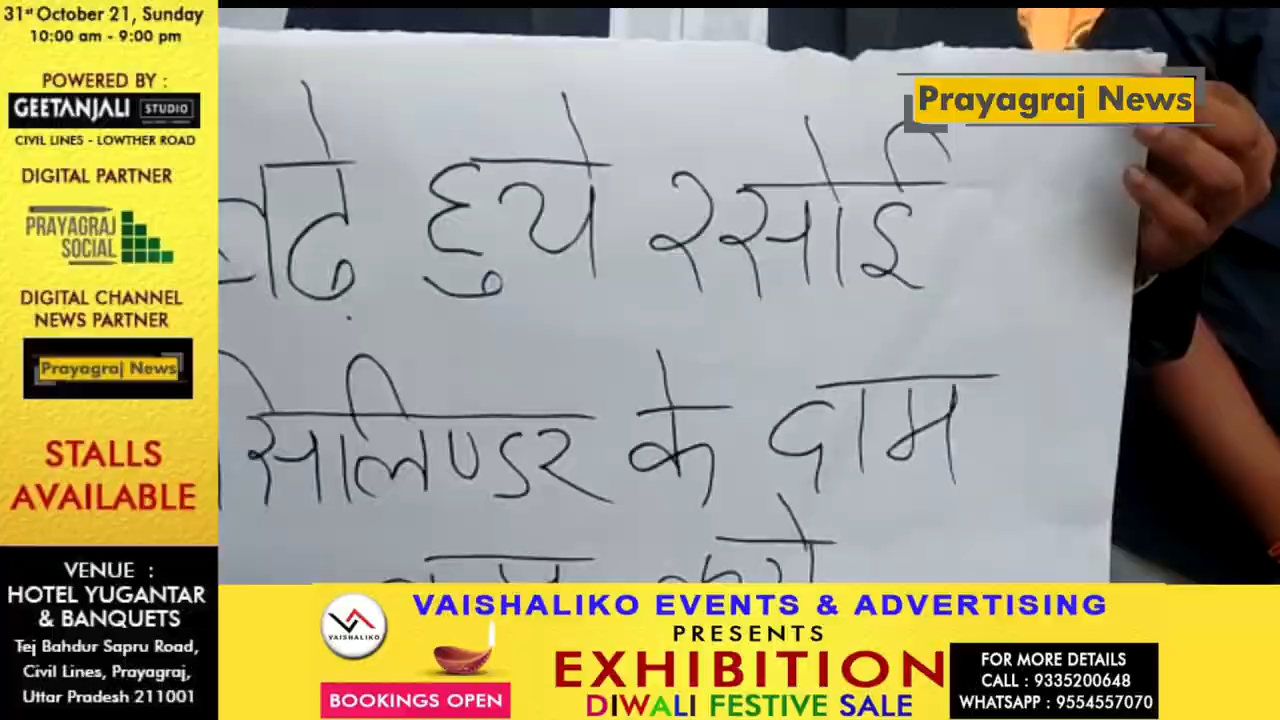 31st October 21, Sunday
10:00 am - 9:00 pm
POWERED BY :
GEETANJALI STUDIO
CIVIL LINES - LOWTHER ROAD
DIGITAL PARTNER
PRAYAGRAJ
SOCIAL
DIGITAL CHANNEL
NEWS PARTNER
Prayagraj News
STALLS
AVAILABLE
VENUE :
HOTEL YUGANTAR
& BANQUETS
Tej Bahdur Sapru Road,
Civil Lines, Prayagraj,
Uttar Pradesh 211001
Prayagraj News
बढ़े हुये रसोई
सिलिण्डर के दाम
VAISHALIKO
VAISHALIKO EVENTS & ADVERTISING
PRESENTS
EXHIBITION
DIWALI FESTIVE SALE
BOOKINGS OPEN
FOR MORE DETAILS
CALL : 9335200648
WHATSAPP : 9554557070